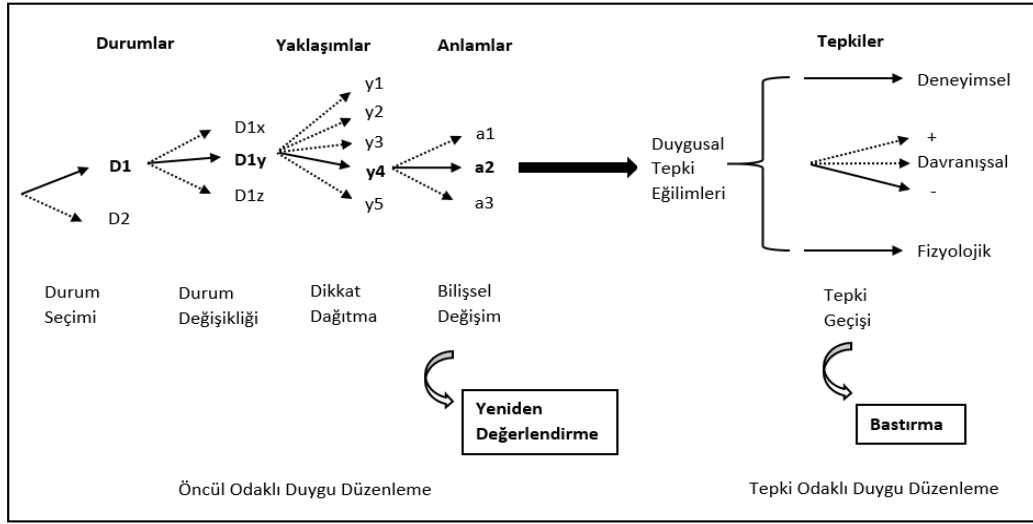 Durumlar
Yaklaşımlar
Anlamlar
Tepkiler
D1
D2
D1x
D1y
D1z
y1
y2
y3
y4
y5
a1
a2
a3
Duygusal
Tepki
Eğilimleri
Deneyimsel
+
Davranışsal
-
Fizyolojik
Durum
Seçimi
Durum
Değişikliği
Dikkat
Dağıtma
Bilişsel
Değişim
Tepki
Geçişi
Yeniden
Değerlendirme
Bastırma
Öncül Odaklı Duygu Düzenleme
Tepki Odaklı Duygu Düzenleme